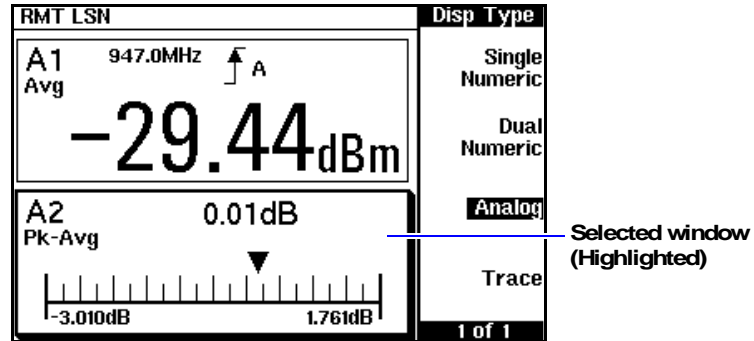 RMT LSN
Disp Type
A1
947.0MHz
A
Avg
-29.44dBm
A2
0.01dB
Pk-Avg
-3.010dB
1.761dB
Single
Numeric
Dual
Numeric
Analog
Trace
1 of 1
Selected window
(Highlighted)